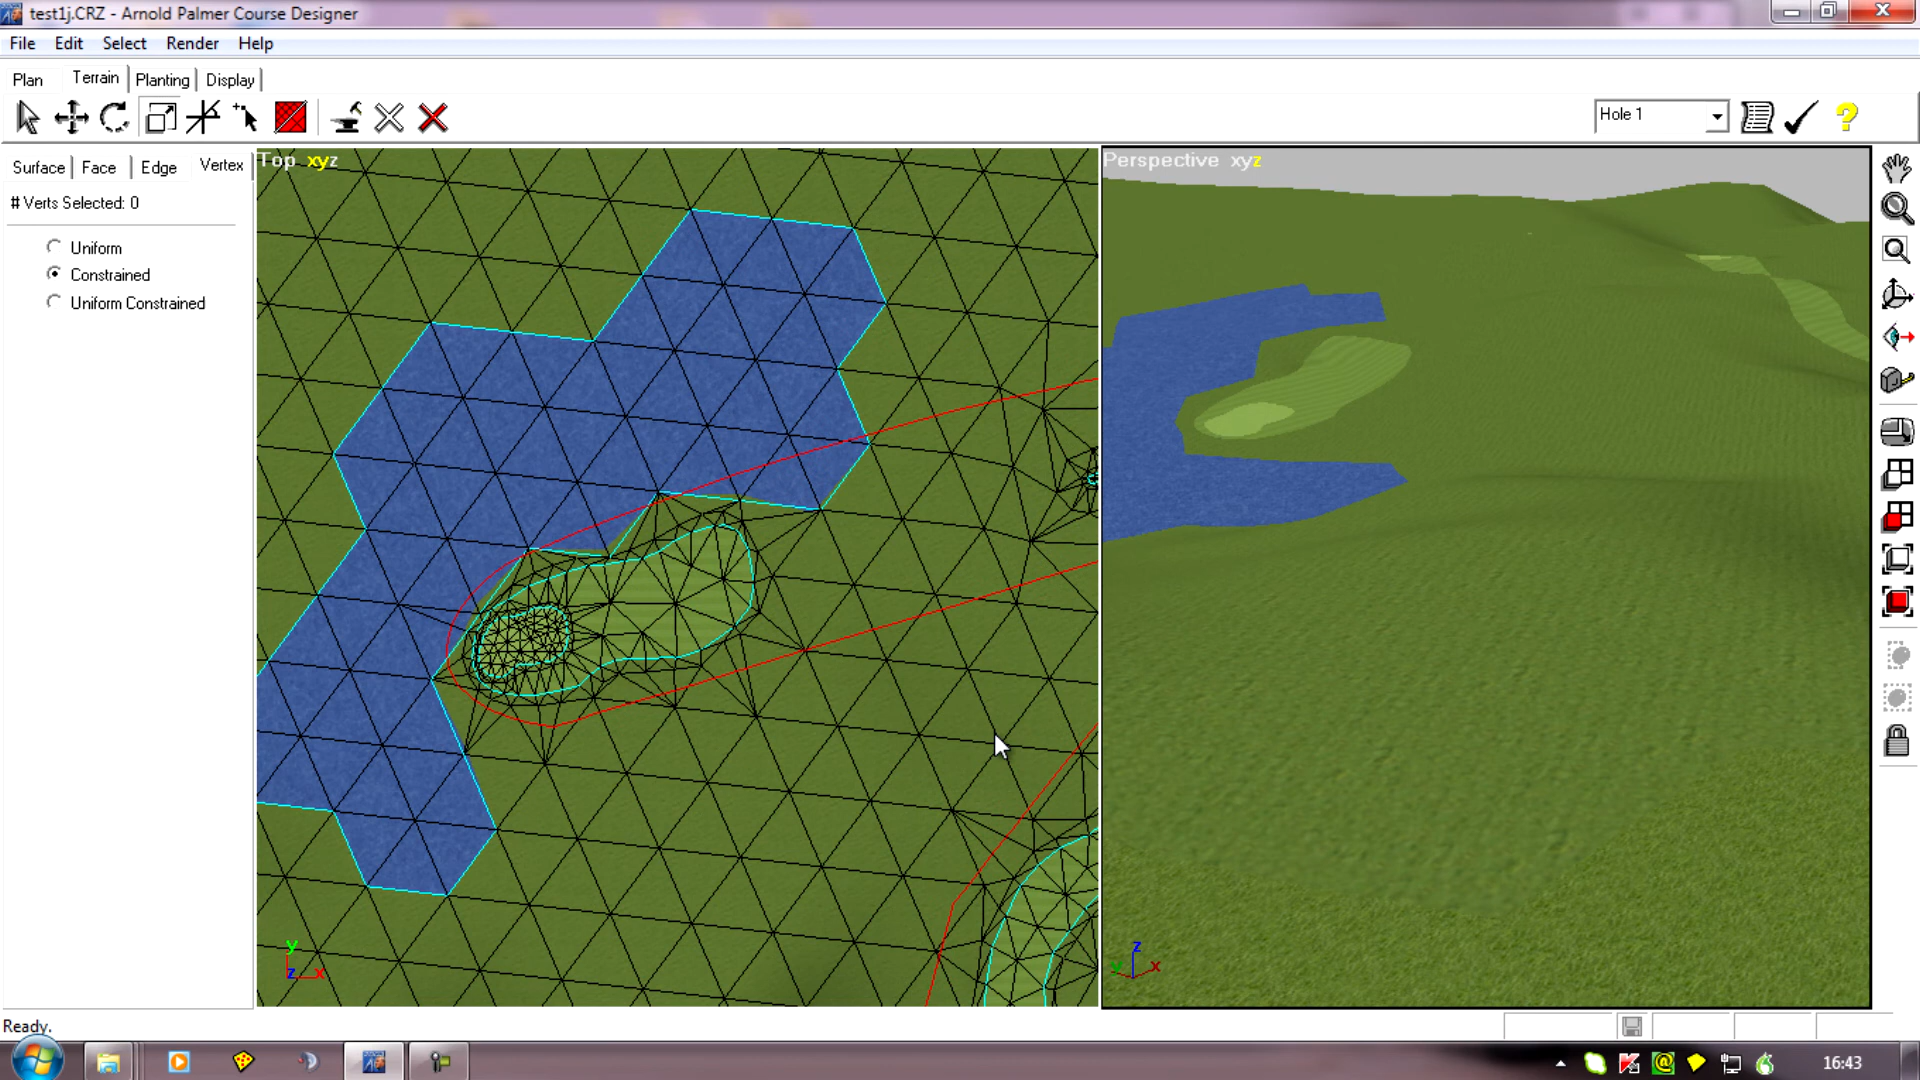 test1j.CRZ - Arnold Palmer Course Designer
File Edit Select Render Help
Plan Terrain Planting Display
Hole 1
Surface Face Edge Vertex
# Verts Selected: 0
Uniform
Constrained
Uniform Constrained
Top xyz
Perspective xyz
y
z x
z
y x
Ready.
16:43